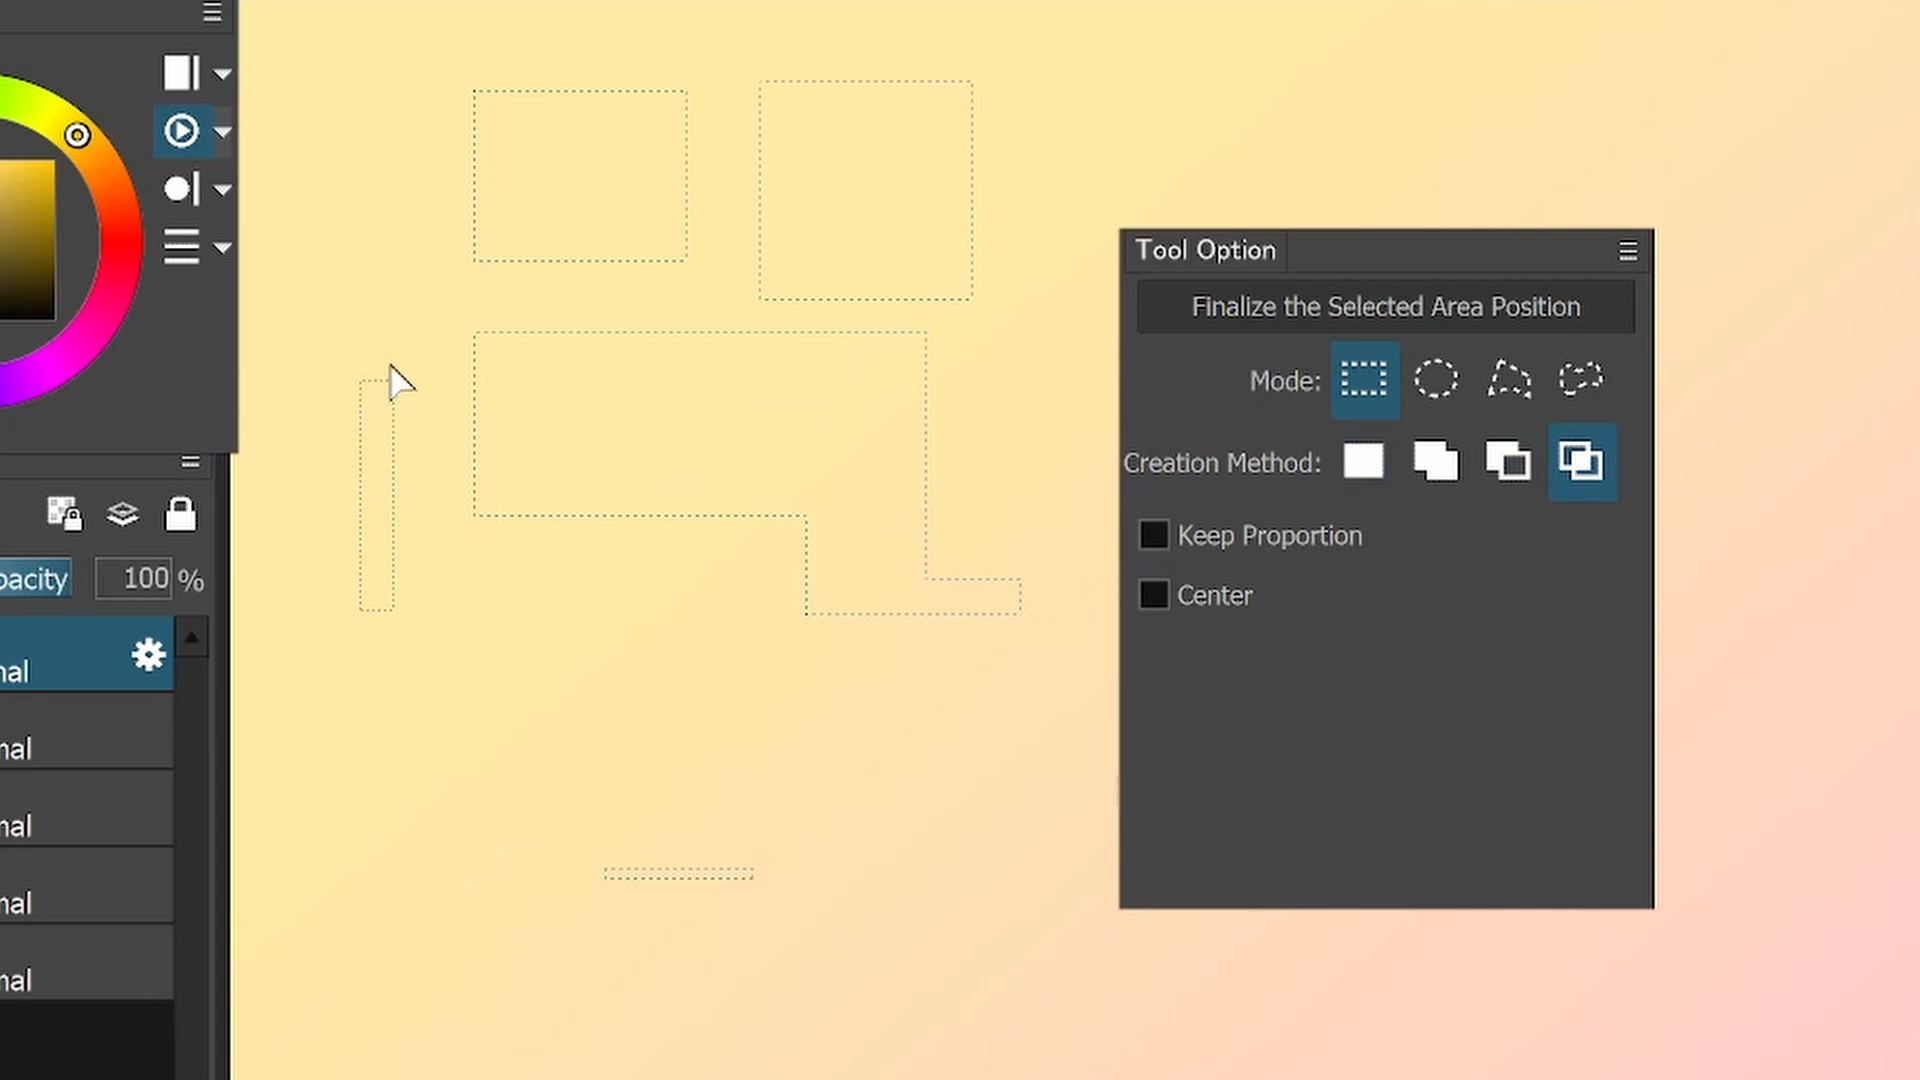 Tool Option
Finalize the Selected Area Position
Mode:
Creation Method:
Keep Proportion
Center
pacity 100 %
nal
nal
nal
nal
nal